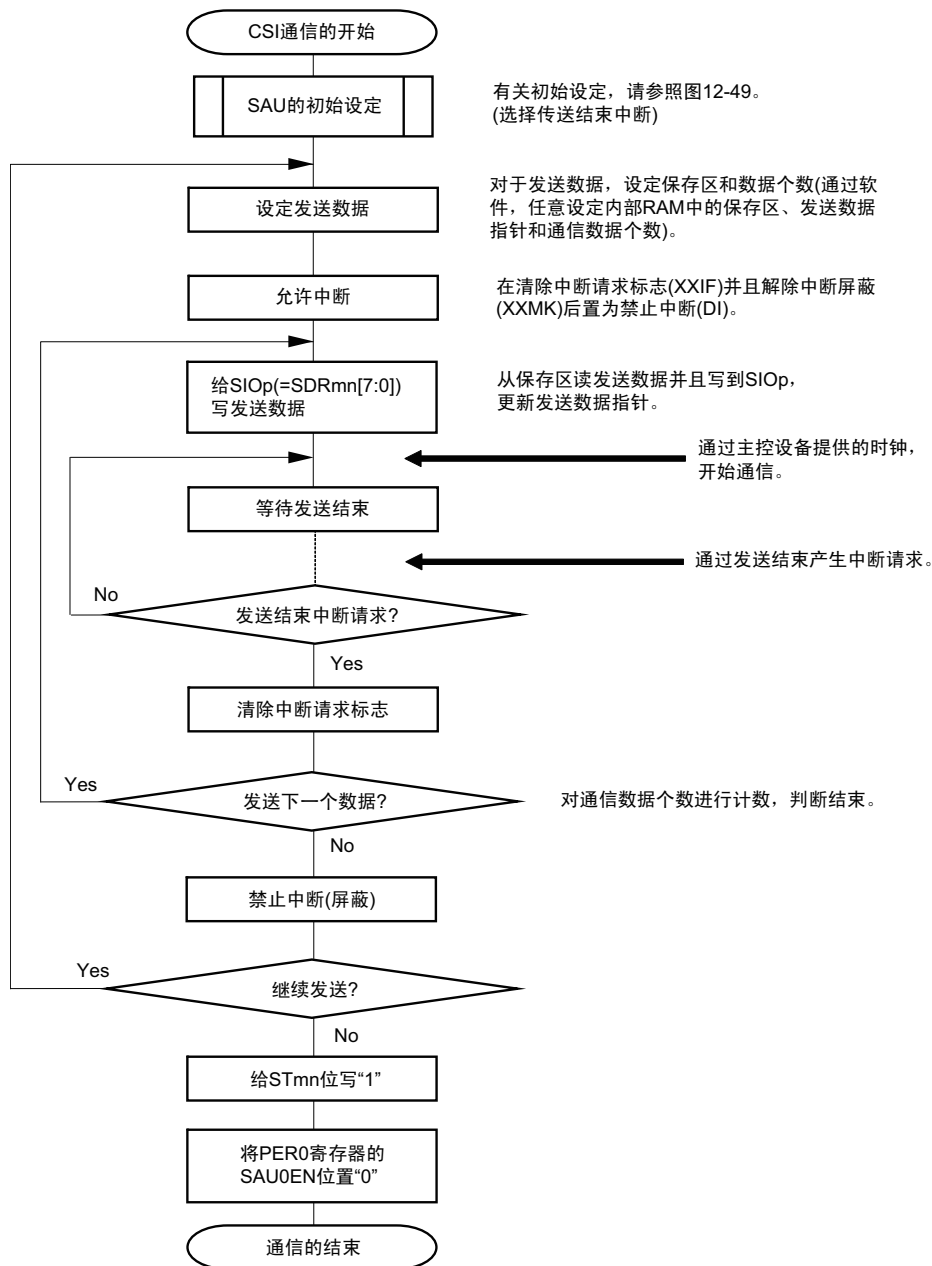 CSI通信的开始
SAU的初始设定
有关初始设定，请参照图12-49。
(选择传送结束中断)
设定发送数据
对于发送数据，设定保存区和数据个数(通过软
件，任意设定内部RAM中的保存区、发送数据
指针和通信数据个数)。
允许中断
在清除中断请求标志(XXIF)并且解除中断屏蔽
(XXMK)后置为禁止中断(DI)。
给SIOp(=SDRmn[7:0])
写发送数据
从保存区读发送数据并且写到SIOp，
更新发送数据指针。
通过主控设备提供的时钟，
开始通信。
等待发送结束
通过发送结束产生中断请求。
No
发送结束中断请求?
Yes
清除中断请求标志
Yes
发送下一个数据?
对通信数据个数进行计数，判断结束。
No
禁止中断(屏蔽)
Yes
继续发送?
No
给STmn位写“1”
将PER0寄存器的
SAU0EN位置“0”
通信的结束